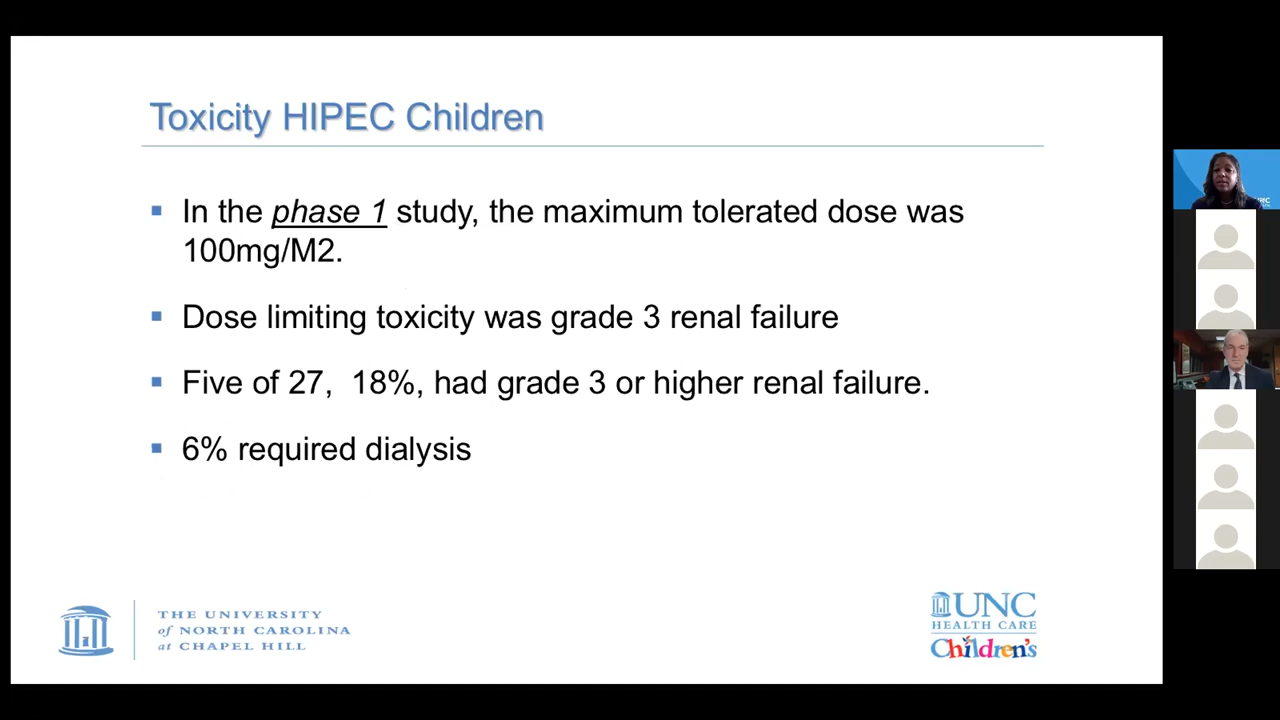 Toxicity HIPEC Children
In the phase 1 study, the maximum tolerated dose was
100mg/M2.
Dose limiting toxicity was grade 3 renal failure
Five of 27, 18%, had grade 3 or higher renal failure.
6% required dialysis
THE UNIVERSITY
of NORTH CAROLINA
at CHAPEL HILL
UNC
HEALTH CARE
Children's